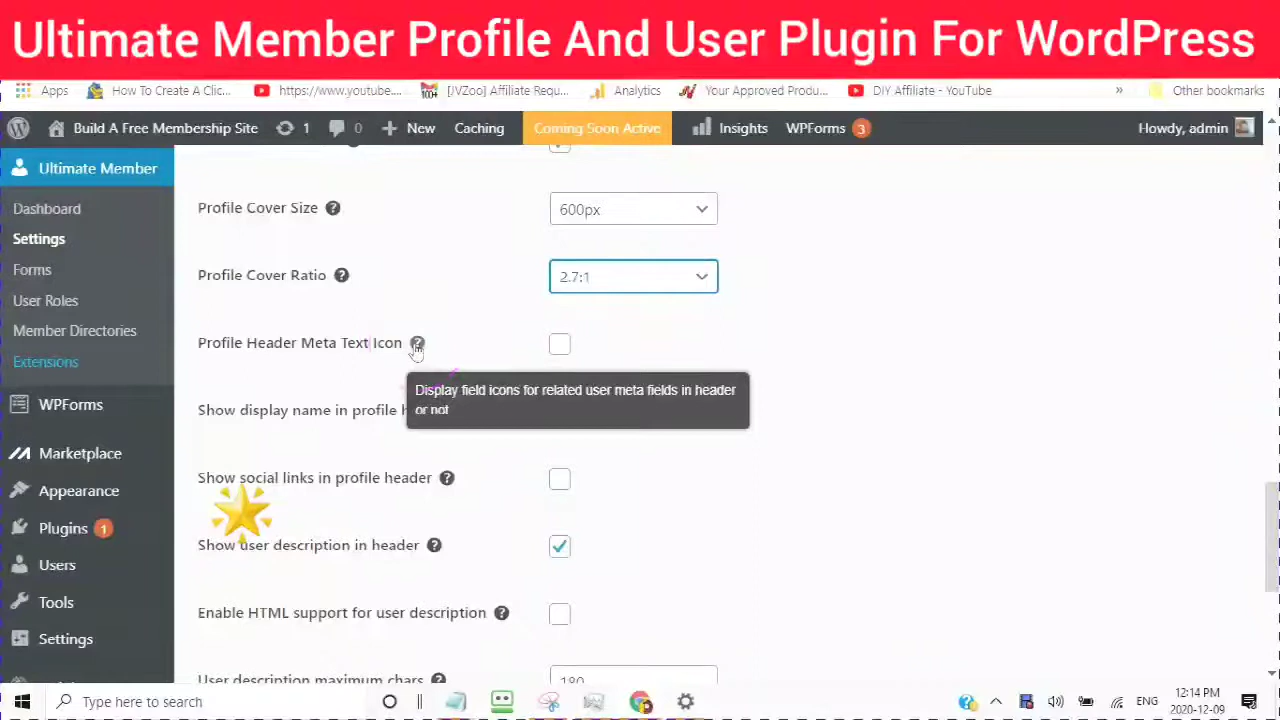 Ultimate Member Profile And User Plugin For WordPress
Apps How To Create A Clic... https://www.youtube.... [JVZoo] Affiliate Requ... Analytics Your Approved Produ... DIY Affiliate - YouTube » Other bookmarks
Build A Free Membership Site 1 0 New Caching Coming Soon Active Insights WPForms 3 Howdy, admin
Ultimate Member
Dashboard
Settings
Forms
User Roles
Member Directories
Extensions
WPForms
Marketplace
Appearance
Plugins 1
Users
Tools
Settings
Profile Cover Size ? 600px
Profile Cover Ratio ? 2.7:1
Profile Header Meta Text Icon ?
Display field icons for related user meta fields in header
or not
Show display name in profile h
Show social links in profile header ?
Show user description in header ?
Enable HTML support for user description ?
User description maximum chars ? 180
Type here to search
ENG
12:14 PM
2020-12-09